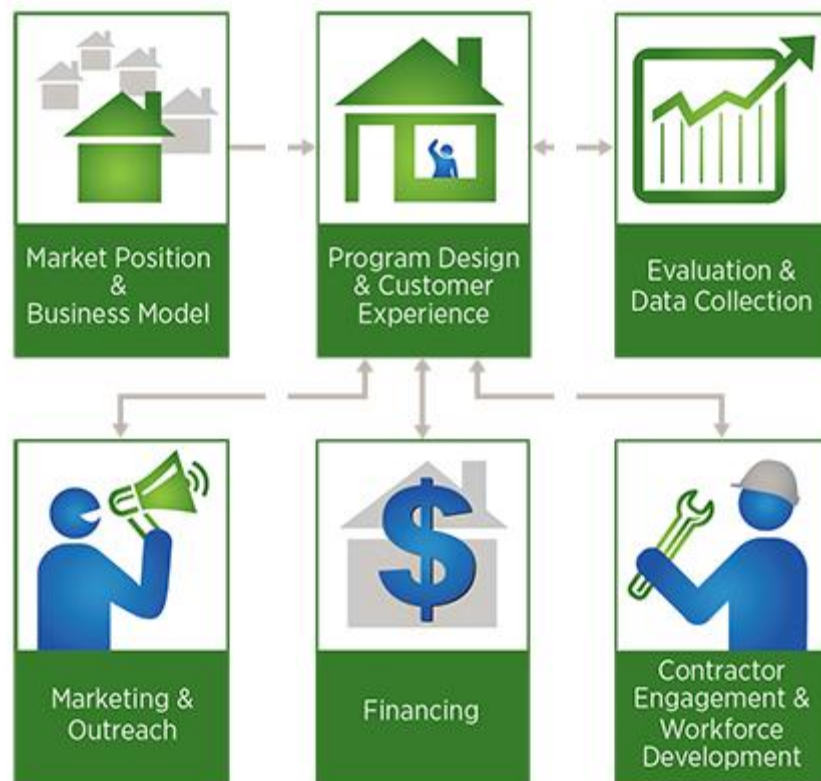 Market Position
&
Business Model
Program Design
& Customer
Experience
Evaluation &
Data Collection
Marketing &
Outreach
$
Financing
Contractor
Engagement &
Workforce
Development